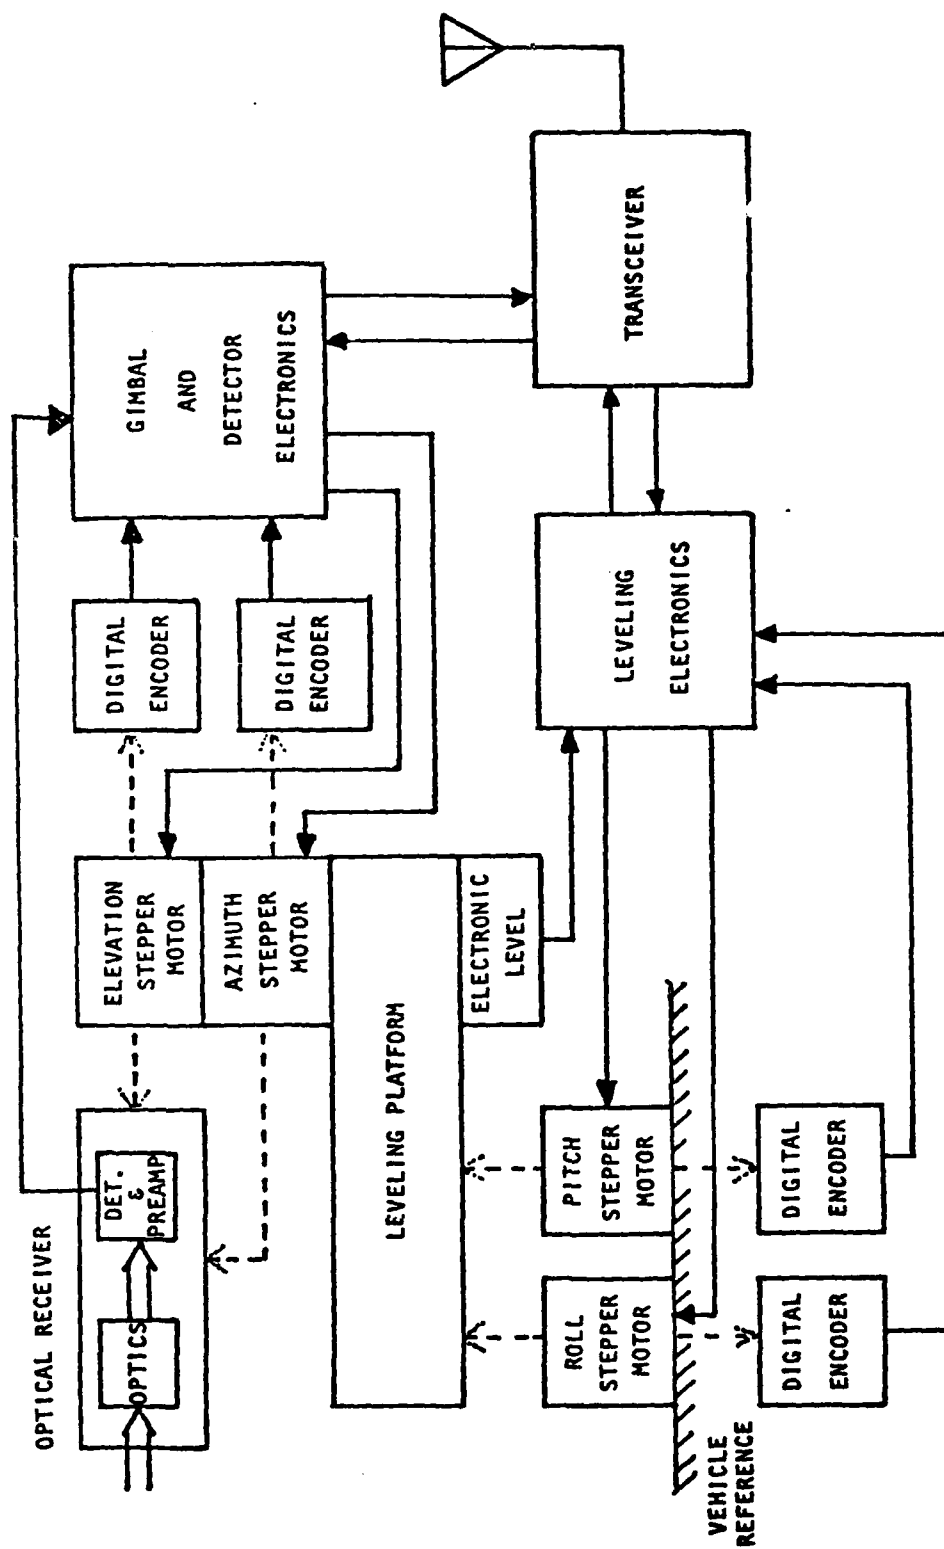 OPTICAL RECEIVER
OPTICS
DET.
&
PREAMP
ELEVATION
STEPPER
MOTOR
AZIMUTH
STEPPER
MOTOR
DIGITAL
ENCODER
DIGITAL
ENCODER
GIMBAL
AND
DETECTOR
ELECTRONICS
LEVELING PLATFORM
ELECTRONIC
LEVEL
ROLL
STEPPER
MOTOR
PITCH
STEPPER
MOTOR
LEVELING
ELECTRONICS
TRANSCEIVER
VEHICLE
REFERENCE
DIGITAL
ENCODER
DIGITAL
ENCODER